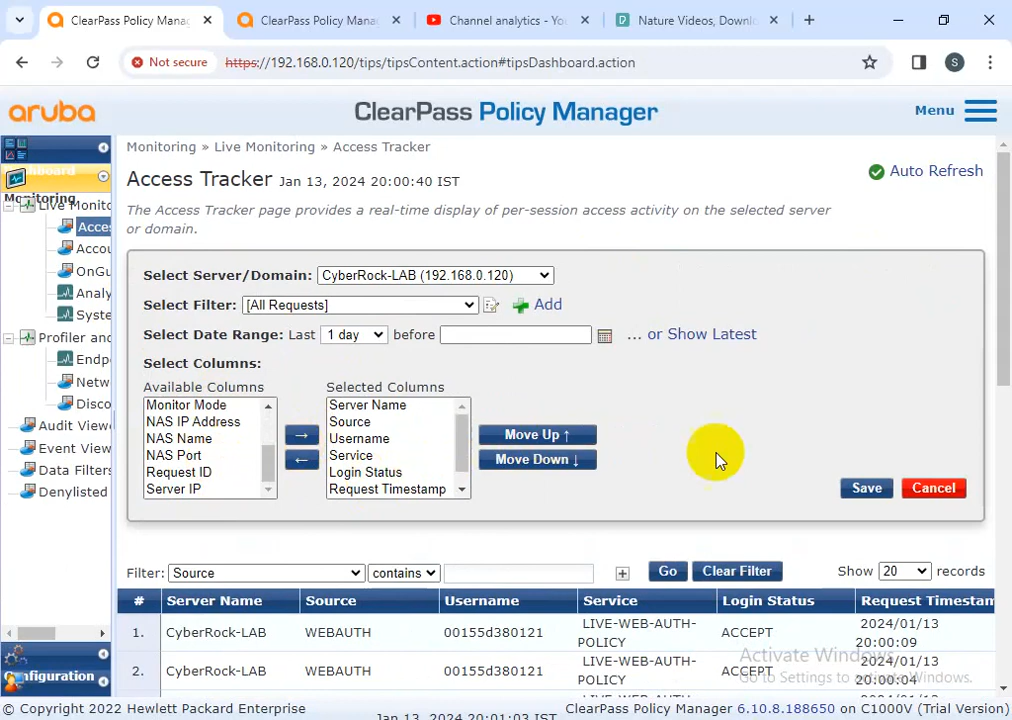 ClearPass Policy Mana
ClearPass Policy Mana
Channel analytics - You
Nature Videos, Downlo
Not secure
https://192.168.0.120/tips/tipsContent.action#tipsDashboard.action
S
aruba
ClearPass Policy Manager
Menu
Monitoring » Live Monitoring » Access Tracker
Access Tracker Jan 13, 2024 20:00:40 IST
Auto Refresh
The Access Tracker page provides a real-time display of per-session access activity on the selected server
or domain.
Monitoring
Live Monito
Acces
Accou
OnGu
Analy
Syste
Profiler and
Endp
Netw
Disco
Audit Viewe
Event View
Data Filters
Denylisted
Configuration
Select Server/Domain: CyberRock-LAB (192.168.0.120)
Select Filter: [All Requests] Add
Select Date Range: Last 1 day before ... or Show Latest
Select Columns:
Available Columns Selected Columns
Monitor Mode Server Name
NAS IP Address Source
NAS Name Username
NAS Port Service
Request ID Login Status
Server IP Request Timestamp
→
←
Move Up ↑
Move Down ↓
Save Cancel
Filter: Source contains Go Clear Filter Show 20 records
# Server Name Source Username Service Login Status Request Timestam
1. CyberRock-LAB WEBAUTH 00155d380121 LIVE-WEB-AUTH-POLICY ACCEPT 2024/01/13 20:00:09
2. CyberRock-LAB WEBAUTH 00155d380121 LIVE-WEB-AUTH-POLICY ACCEPT 2024/01/13 20:00:04
Activate Windows
Go to Settings to activate Windows.
© Copyright 2022 Hewlett Packard Enterprise
Jan 13, 2024 20:01:03 IST
ClearPass Policy Manager 6.10.8.188650 on C1000V (Trial Version)